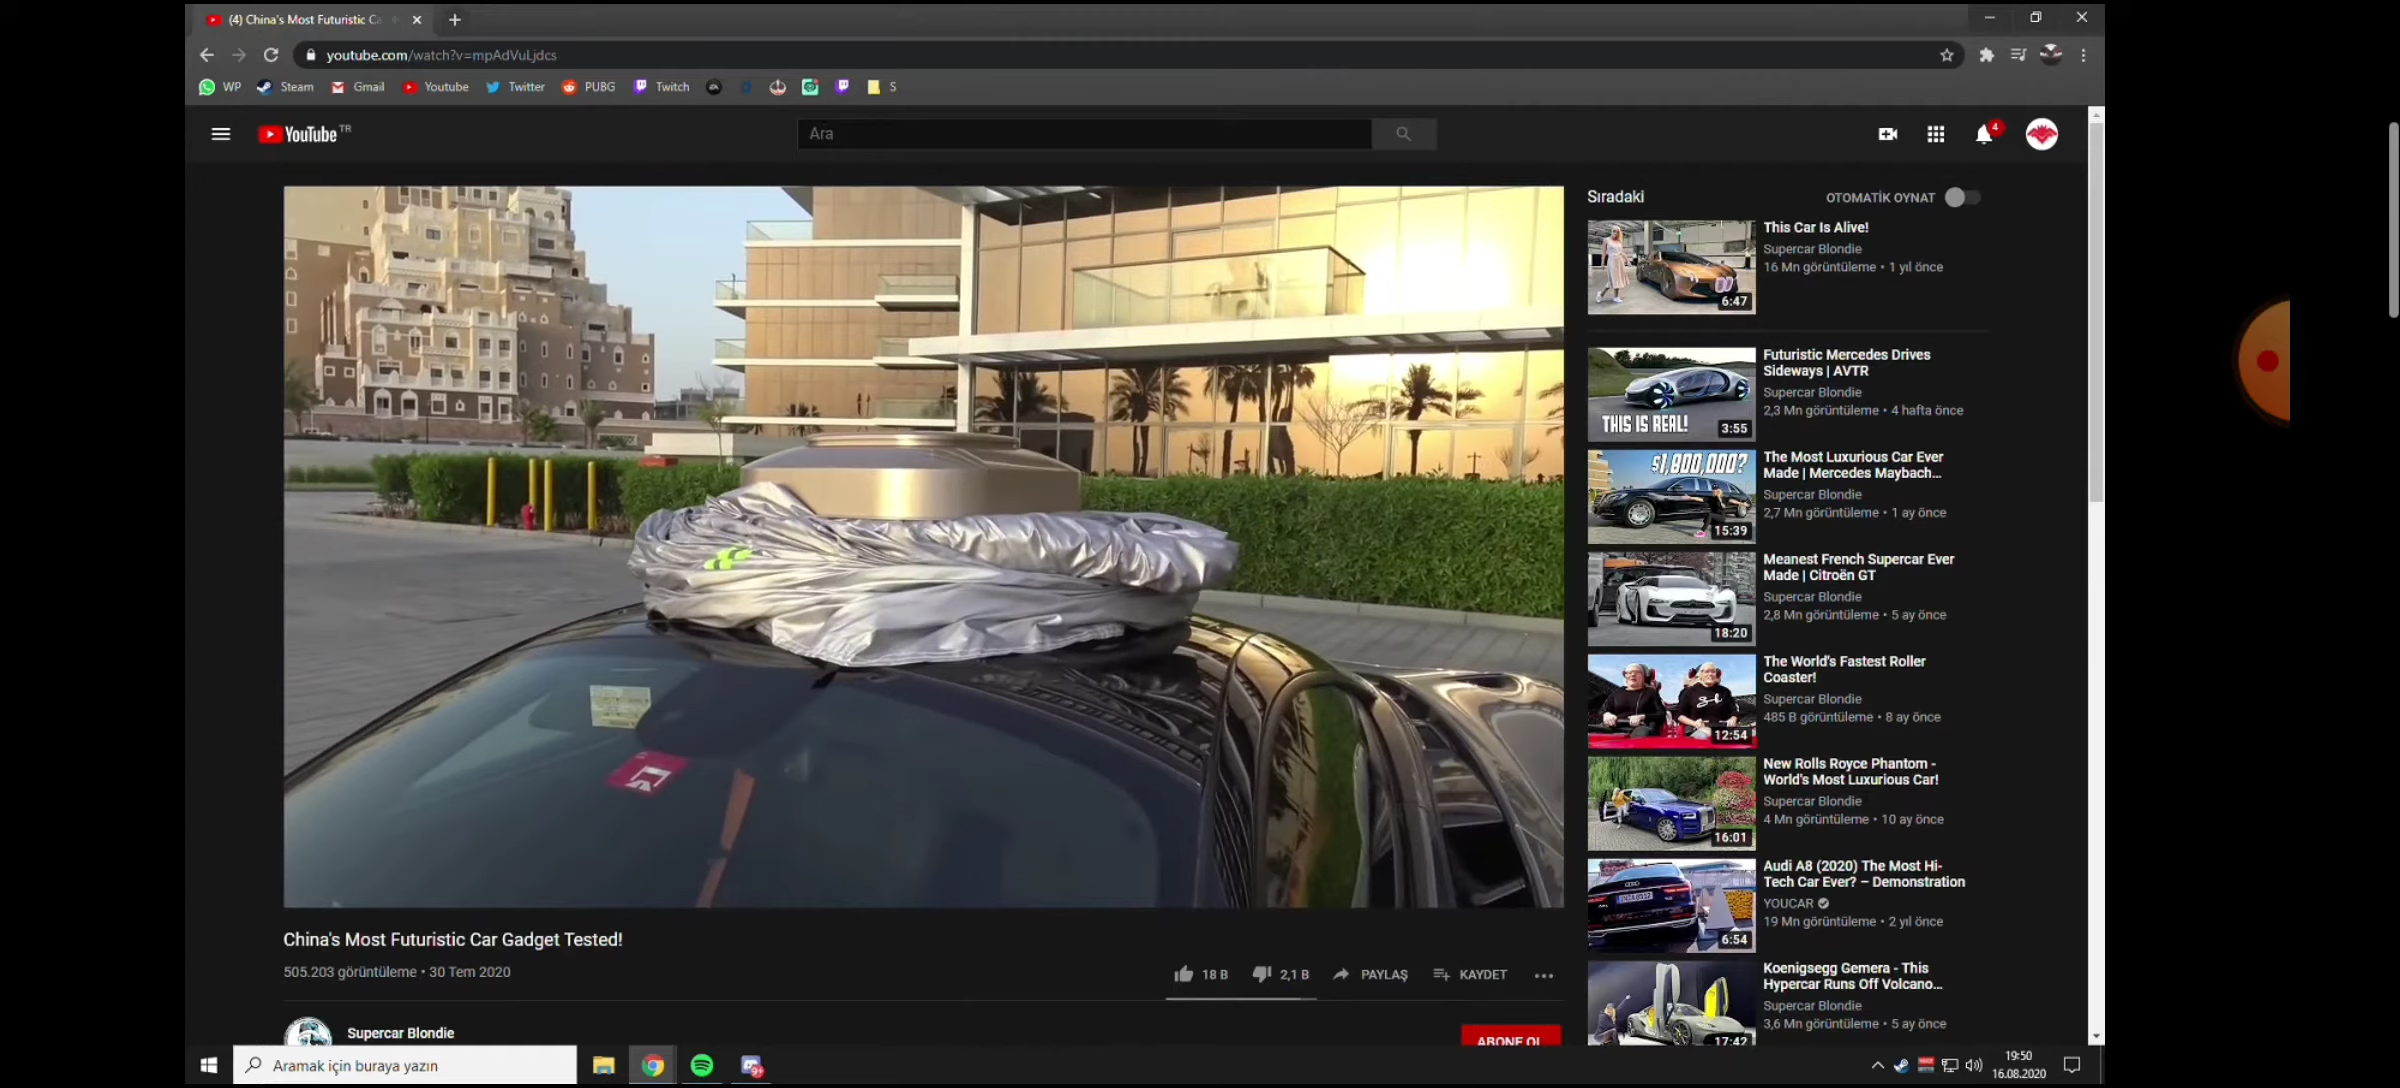 (4) China's Most Futuristic C
youtube.com/watch?v=mpAdVuLjdcs
WP Steam Gmail Youtube Twitter PUBG Twitch S
YouTube TR
Ara
4
Sıradaki
OTOMATİK OYNAT
This Car Is Alive!
Supercar Blondie
16 Mn görüntüleme • 1 yıl önce
6:47
Futuristic Mercedes Drives
Sideways | AVTR
Supercar Blondie
2,3 Mn görüntüleme • 4 hafta önce
THIS IS REAL!
3:55
The Most Luxurious Car Ever
Made | Mercedes Maybach...
Supercar Blondie
2,7 Mn görüntüleme • 1 ay önce
$1,800,000?
15:39
Meanest French Supercar Ever
Made | Citroën GT
Supercar Blondie
2,8 Mn görüntüleme • 5 ay önce
18:20
The World's Fastest Roller
Coaster!
Supercar Blondie
485 B görüntüleme • 8 ay önce
12:54
New Rolls Royce Phantom -
World's Most Luxurious Car!
Supercar Blondie
4 Mn görüntüleme • 10 ay önce
16:01
Audi A8 (2020) The Most Hi-
Tech Car Ever? – Demonstration
YOUCAR
19 Mn görüntüleme • 2 yıl önce
6:54
Koenigsegg Gemera - This
Hypercar Runs Off Volcano...
Supercar Blondie
3,6 Mn görüntüleme • 5 ay önce
17:42
China's Most Futuristic Car Gadget Tested!
505.203 görüntüleme • 30 Tem 2020
18 B 2,1 B PAYLAŞ KAYDET
Supercar Blondie
ABONE OL
Aramak için buraya yazın
9+
19:50
16.08.2020